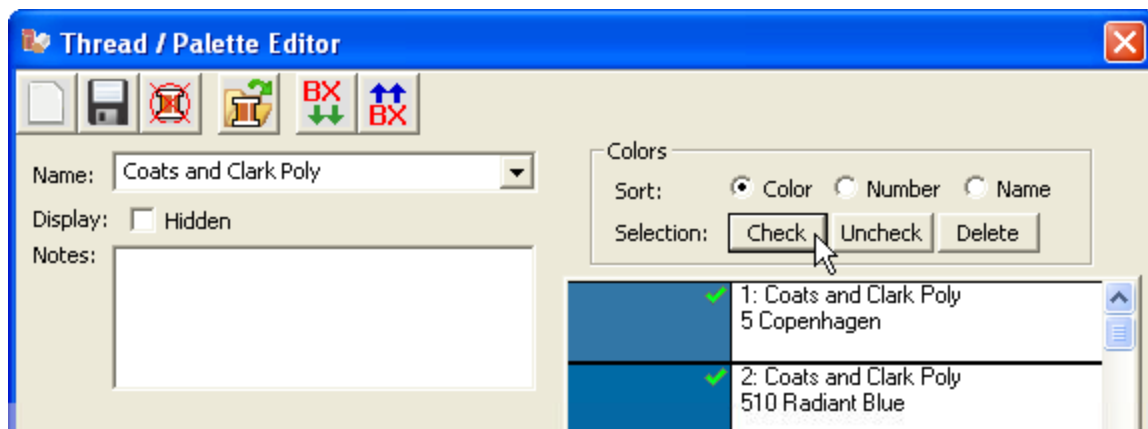 Thread / Palette Editor
BX
BX
Name: Coats and Clark Poly
Display: Hidden
Notes:
Colors
Sort: Color Number Name
Selection: Check Uncheck Delete
1: Coats and Clark Poly
5 Copenhagen
2: Coats and Clark Poly
510 Radiant Blue